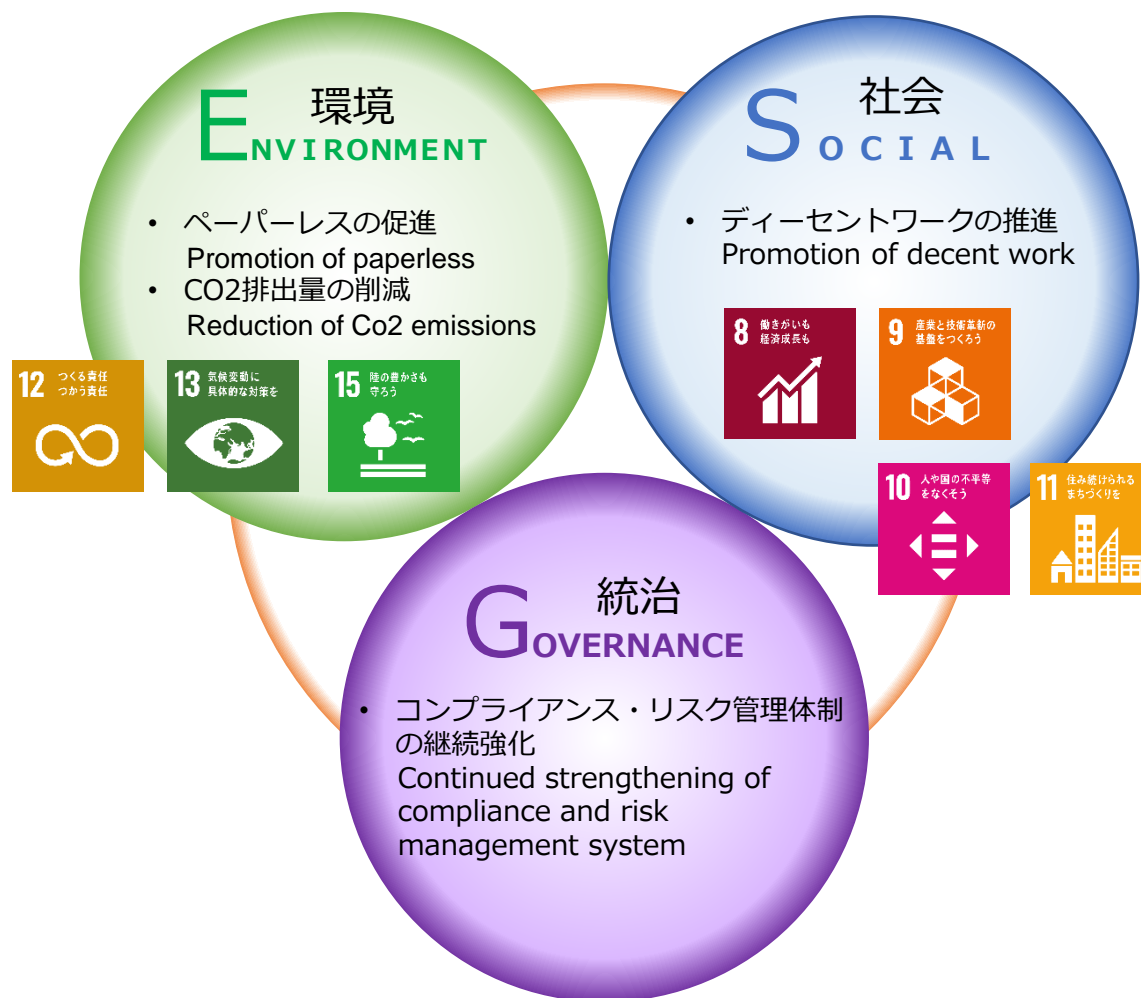 環境
ENVIRONMENT
• ペーパーレスの促進
Promotion of paperless
• CO2排出量の削減
Reduction of Co2 emissions
12 つくる責任
つかう責任
13 気候変動に
具体的な対策を
15 陸の豊かさも
守ろう
社会
SOCIAL
• ディーセントワークの推進
Promotion of decent work
8 働きがいも
経済成長も
9 産業と技術革新の
基盤をつくろう
10 人や国の不平等
をなくそう
11 住み続けられる
まちづくりを
統治
GOVERNANCE
• コンプライアンス・リスク管理体制
の継続強化
Continued strengthening of
compliance and risk
management system